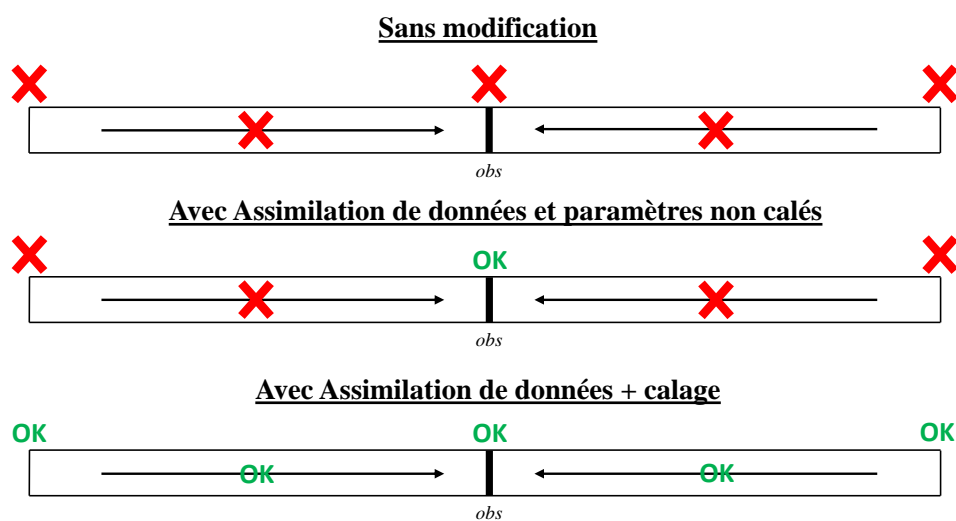 Sans modification
obs
Avec Assimilation de données et paramètres non calés
OK
obs
Avec Assimilation de données + calage
OK OK OK
OK OK
obs